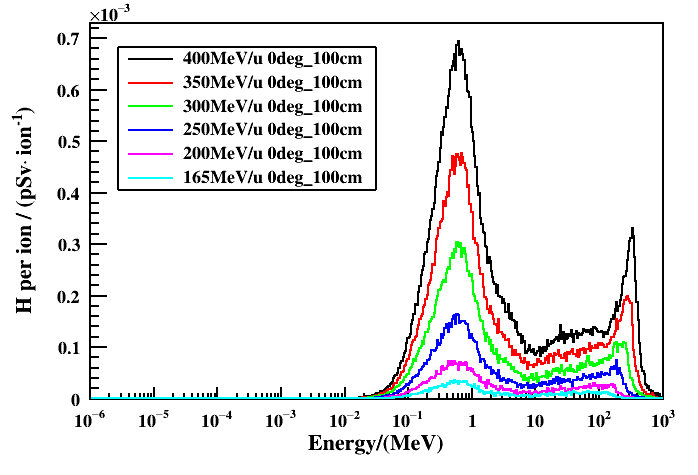 ×10⁻³
0.7
0.6
0.5
0.4
0.3
0.2
0.1
0
H per ion / (pSv· ion⁻¹)
400MeV/u 0deg_100cm
350MeV/u 0deg_100cm
300MeV/u 0deg_100cm
250MeV/u 0deg_100cm
200MeV/u 0deg_100cm
165MeV/u 0deg_100cm
10⁻⁶ 10⁻⁵ 10⁻⁴ 10⁻³ 10⁻² 10⁻¹ 1 10 10² 10³
Energy/(MeV)